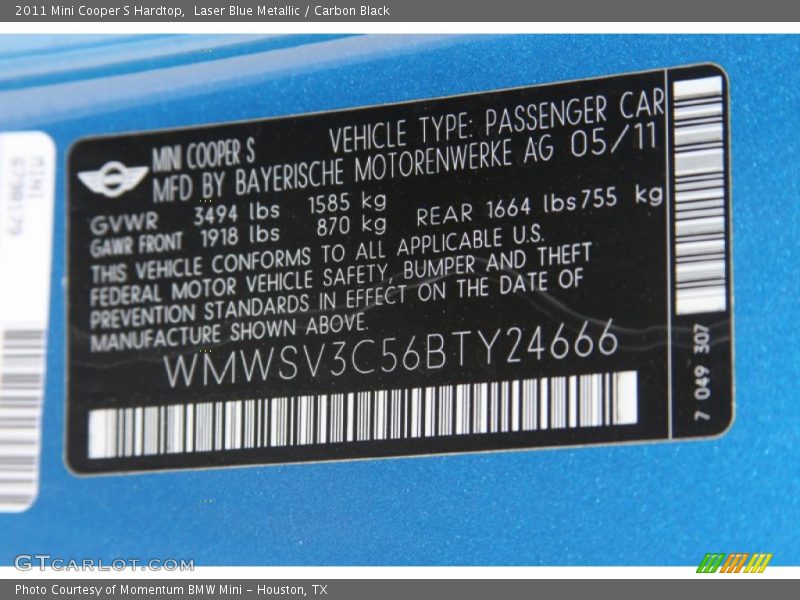 2011 Mini Cooper S Hardtop,  Laser Blue Metallic / Carbon Black
MINI COOPER S VEHICLE TYPE: PASSENGER CAR
MFD BY BAYERISCHE MOTORENWERKE AG 05/11
GVWR 3494 lbs 1585 kg
GAWR FRONT 1918 lbs 870 kg REAR 1664 lbs 755 kg
THIS VEHICLE CONFORMS TO ALL APPLICABLE U.S.
FEDERAL MOTOR VEHICLE SAFETY, BUMPER AND THEFT
PREVENTION STANDARDS IN EFFECT ON THE DATE OF
MANUFACTURE SHOWN ABOVE.
WMWSV3C56BTY24666
7 049 307
GTCARLOT.COM
Photo Courtesy of Momentum BMW Mini - Houston, TX